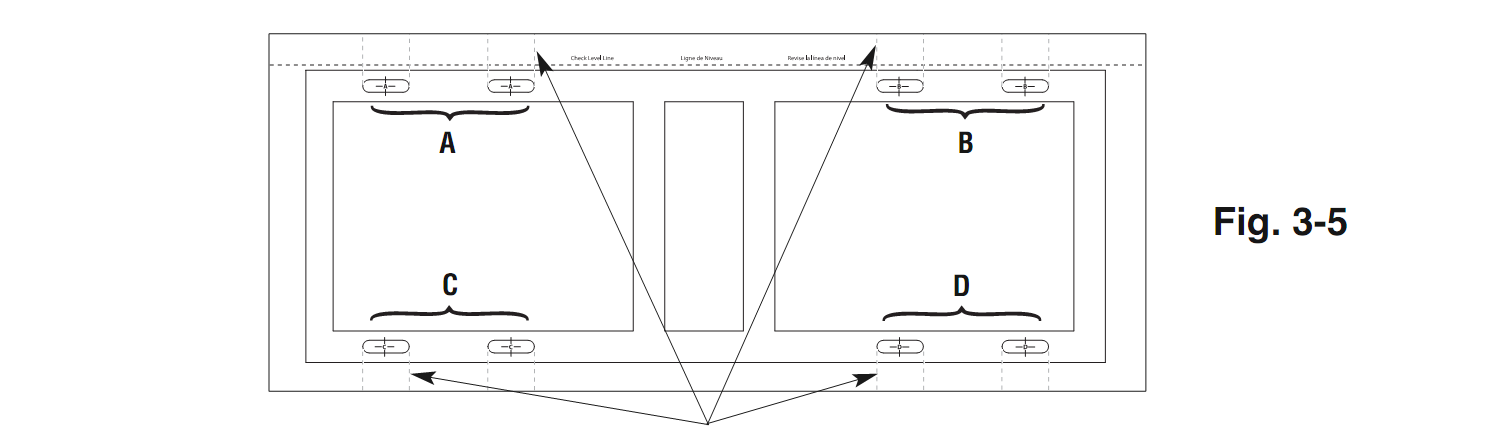 Check Level Line Ligne de Niveau Revise la línea de nivel
A A B B
A B
Fig. 3-5
C D
C C D D